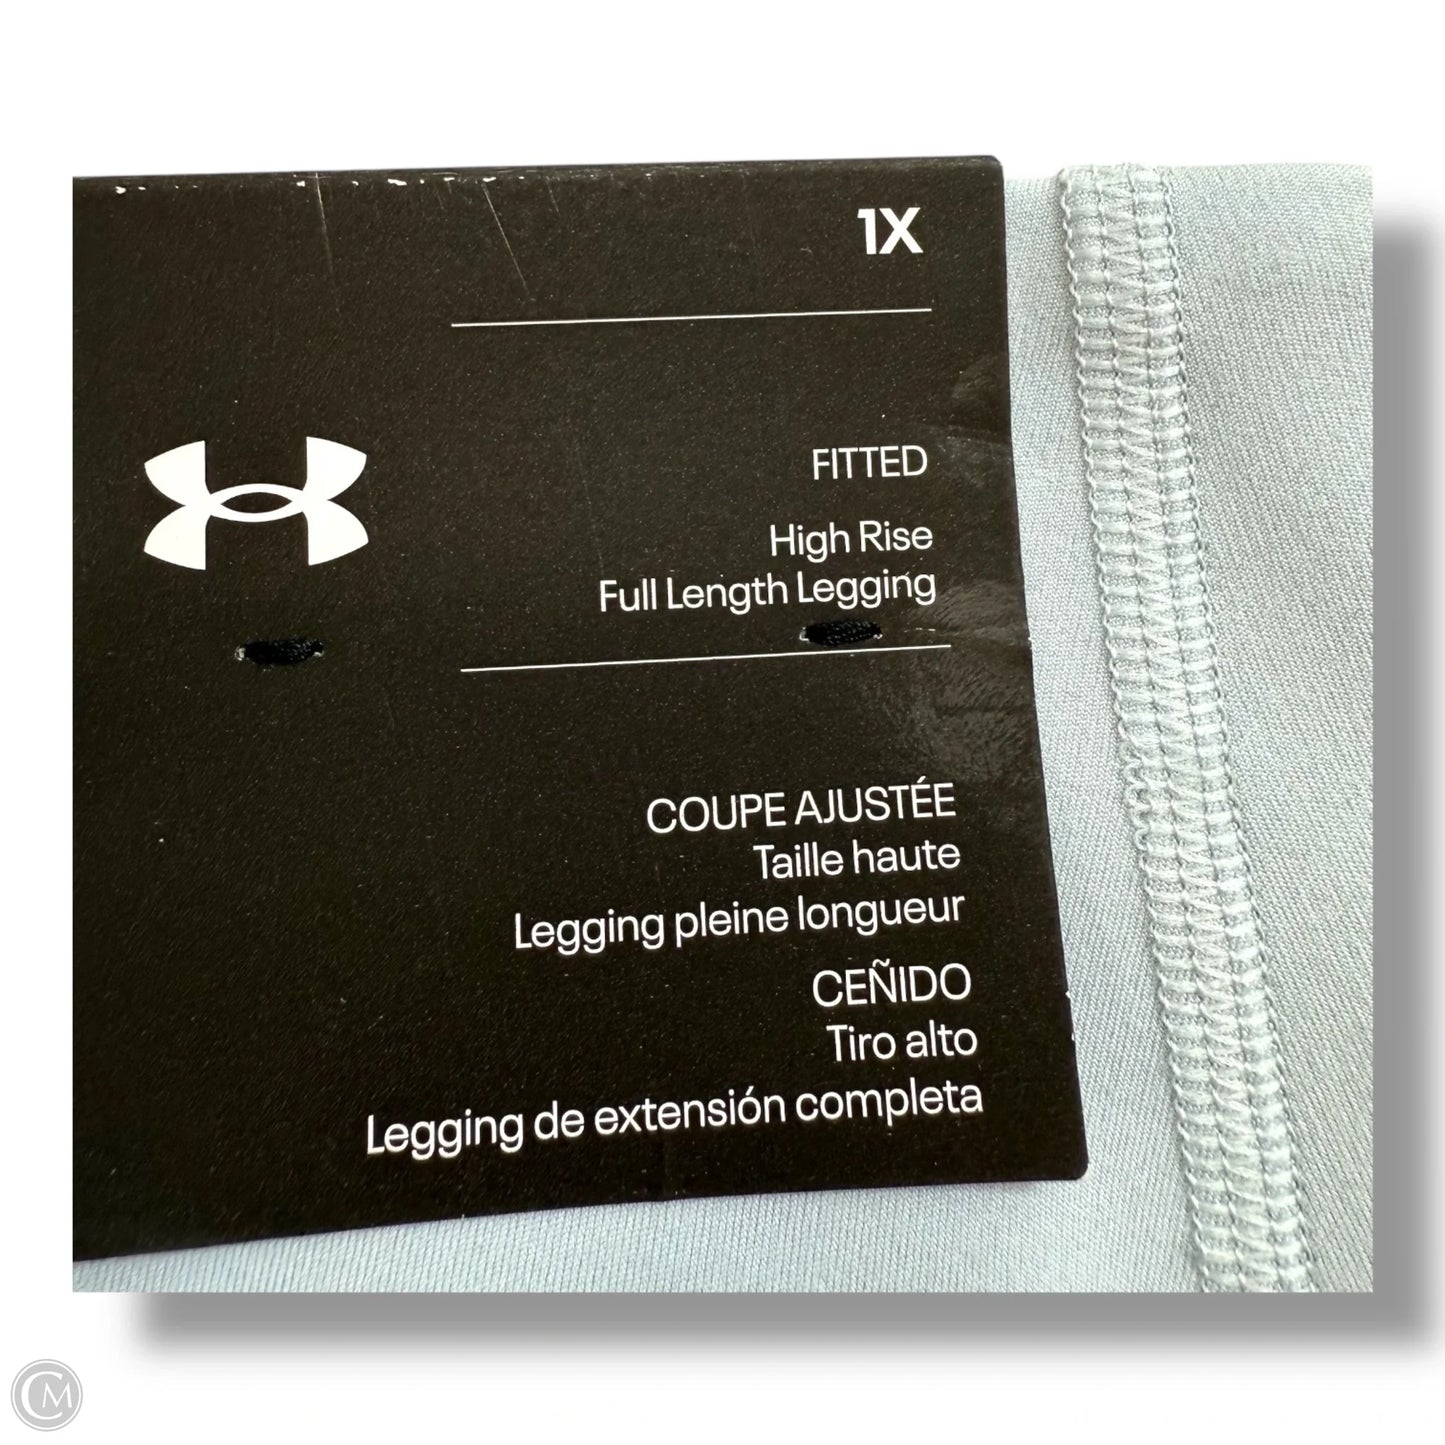 1X
FITTED
High Rise
Full Length Legging
COUPE AJUSTÉE
Taille haute
Legging pleine longueur
CEÑIDO
Tiro alto
Legging de extensión completa
CM